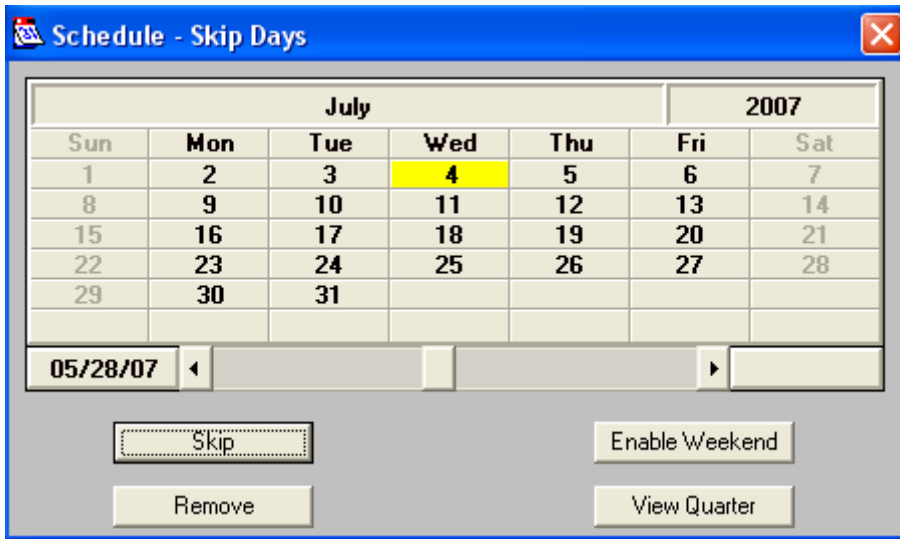 Schedule - Skip Days
July 2007
Sun Mon Tue Wed Thu Fri Sat
1 2 3 4 5 6 7
8 9 10 11 12 13 14
15 16 17 18 19 20 21
22 23 24 25 26 27 28
29 30 31
05/28/07
Skip Enable Weekend
Remove View Quarter